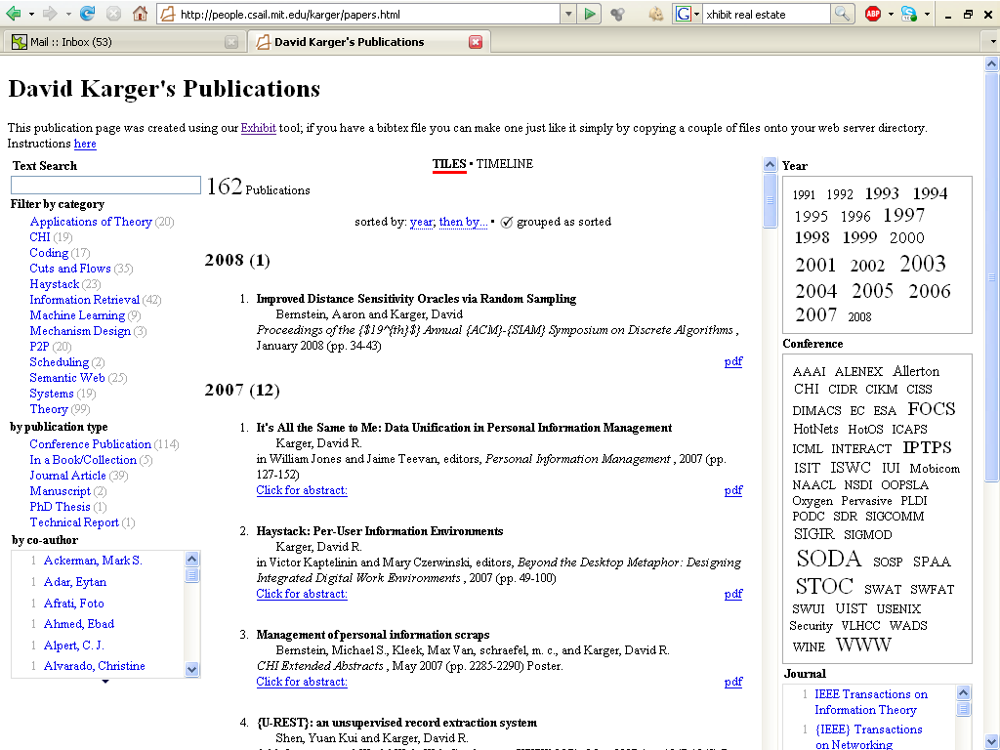 http://people.csail.mit.edu/karger/papers.html
xhibit real estate
ABP
Mail :: Inbox (53)
David Karger's Publications
David Karger's Publications
This publication page was created using our Exhibit tool; if you have a bibtex file you can make one just like it simply by copying a couple of files onto your web server directory.
Instructions here
Text Search
162 Publications
Filter by category
Applications of Theory (20)
CHI (19)
Coding (17)
Cuts and Flows (35)
Haystack (23)
Information Retrieval (42)
Machine Learning (9)
Mechanism Design (3)
P2P (20)
Scheduling (2)
Semantic Web (25)
Systems (19)
Theory (99)
by publication type
Conference Publication (114)
In a Book/Collection (5)
Journal Article (39)
Manuscript (2)
PhD Thesis (1)
Technical Report (1)
by co-author
1 Ackerman, Mark S.
1 Adar, Eytan
1 Afrati, Foto
1 Ahmed, Ebad
1 Alpert, C. J.
1 Alvarado, Christine
TILES • TIMELINE
sorted by: year; then by... • grouped as sorted
2008 (1)
1. Improved Distance Sensitivity Oracles via Random Sampling
Bernstein, Aaron and Karger, David
Proceedings of the {$19^{th}$} Annual {ACM}-{SIAM} Symposium on Discrete Algorithms ,
January 2008 (pp. 34-43)
pdf
2007 (12)
1. It's All the Same to Me: Data Unification in Personal Information Management
Karger, David R.
in William Jones and Jaime Teevan, editors, Personal Information Management , 2007 (pp.
127-152)
Click for abstract: pdf
2. Haystack: Per-User Information Environments
Karger, David R.
in Victor Kaptelinin and Mary Czerwinski, editors, Beyond the Desktop Metaphor: Designing
Integrated Digital Work Environments , 2007 (pp. 49-100)
Click for abstract: pdf
3. Management of personal information scraps
Bernstein, Michael S., Kleek, Max Van, schraefel, m. c., and Karger, David R.
CHI Extended Abstracts , May 2007 (pp. 2285-2290) Poster.
Click for abstract: pdf
4. {U-REST}: an unsupervised record extraction system
Shen, Yuan Kui and Karger, David R.
Year
1991 1992 1993 1994
1995 1996 1997
1998 1999 2000
2001 2002 2003
2004 2005 2006
2007 2008
Conference
AAAI ALENEX Allerton
CHI CIDR CIKM CISS
DIMACS EC ESA FOCS
HotNets HotOS ICAPS
ICML INTERACT IPTPS
ISIT ISWC IUI Mobicom
NAACL NSDI OOPSLA
Oxygen Pervasive PLDI
PODC SDR SIGCOMM
SIGIR SIGMOD
SODA SOSP SPAA
STOC SWAT SWFAT
SWUI UIST USENIX
Security VLHCC WADS
WINE WWW
Journal
1 IEEE Transactions on
Information Theory
1 {IEEE} Transactions
on Networking